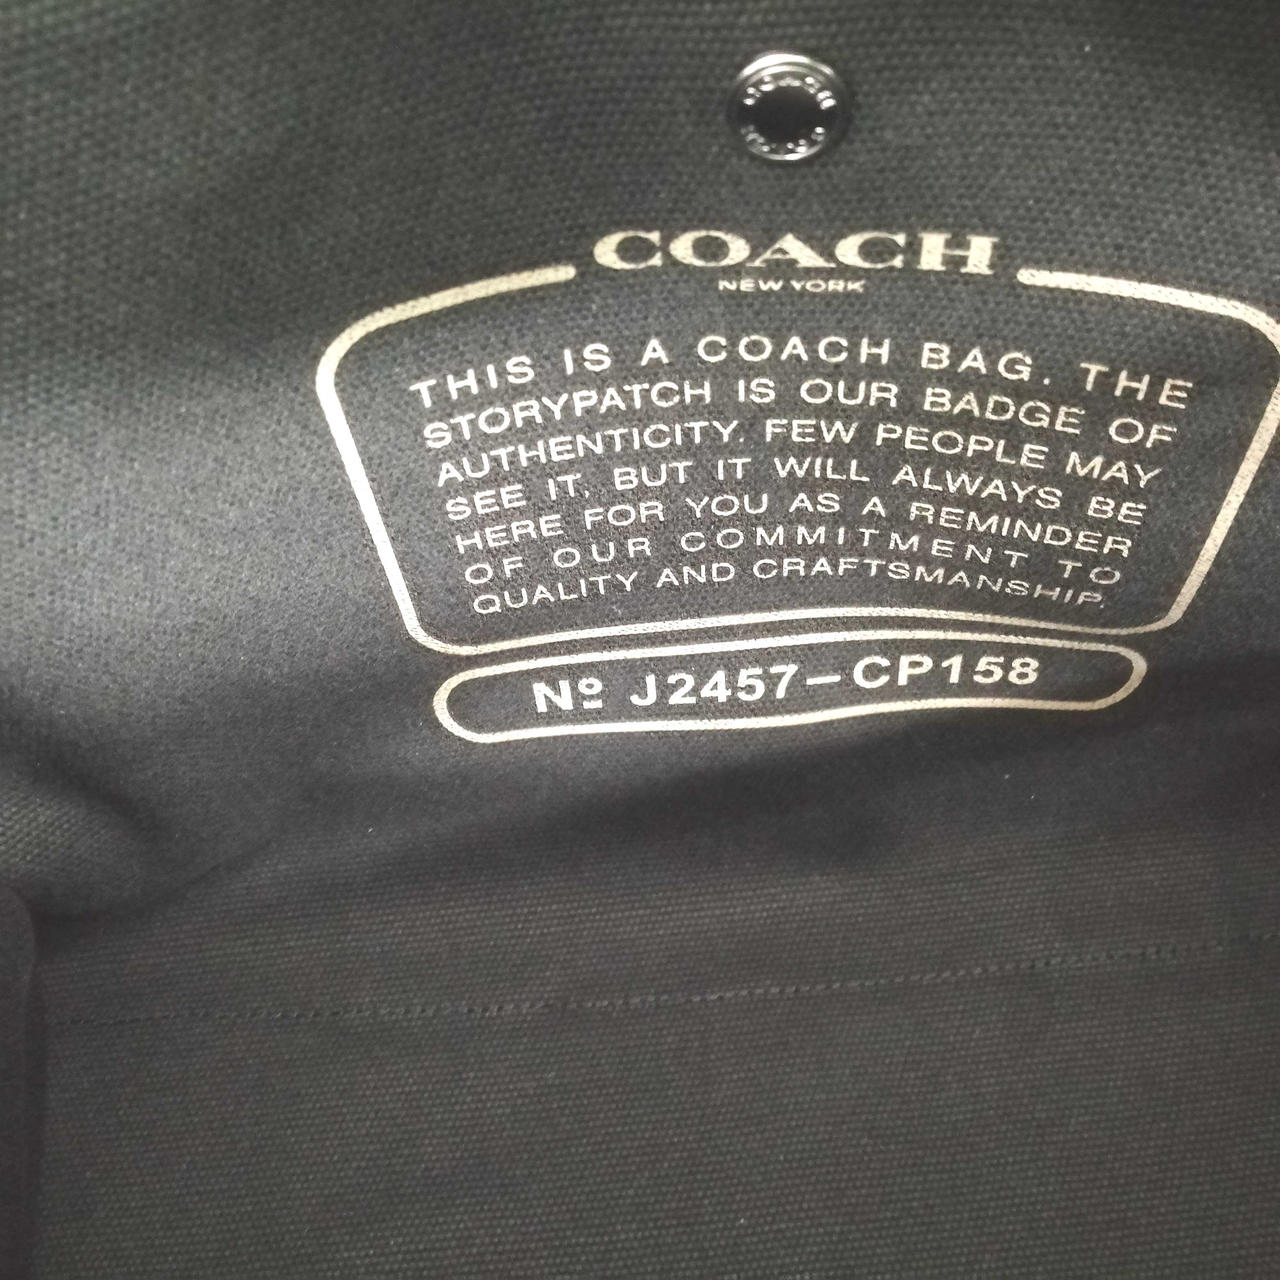 COACH
NEW YORK
THIS IS A COACH BAG. THE
STORYPATCH IS OUR BADGE OF
AUTHENTICITY. FEW PEOPLE MAY
SEE IT, BUT IT WILL ALWAYS BE
HERE FOR YOU AS A REMINDER
OF OUR COMMITMENT TO
QUALITY AND CRAFTSMANSHIP.
Nº J2457-CP158